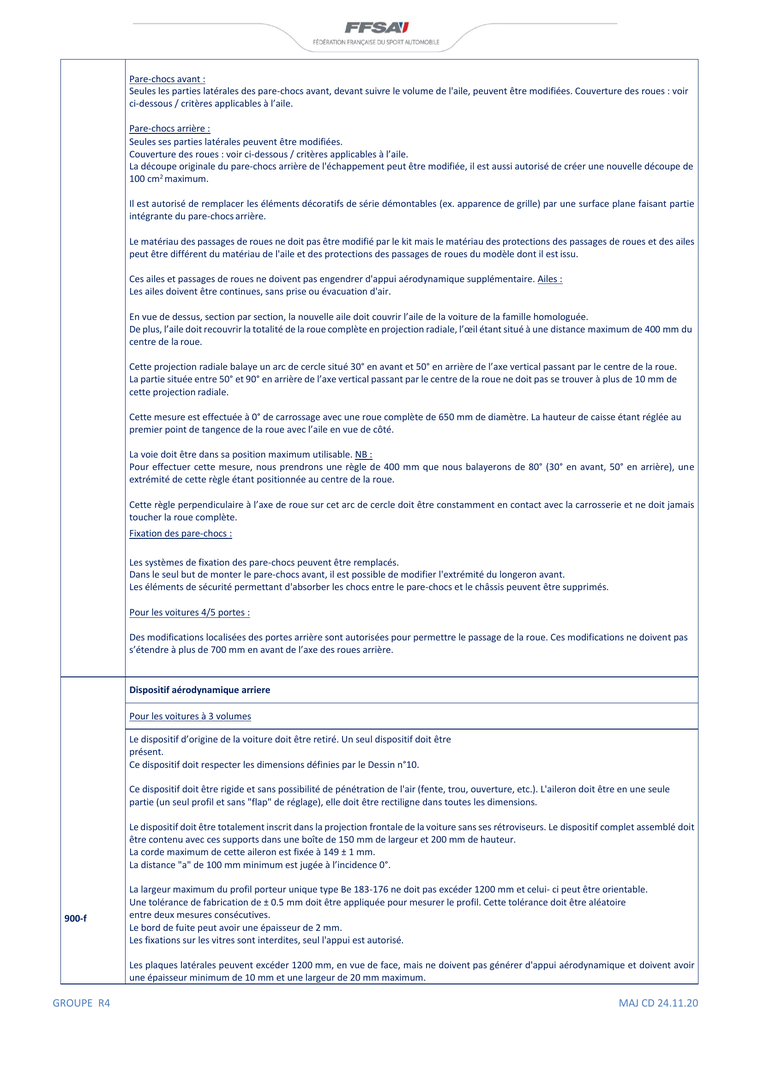 FFSA
FÉDÉRATION FRANÇAISE DU SPORT AUTOMOBILE
Pare-chocs avant :
Seules les parties latérales des pare-chocs avant, devant suivre le volume de l'aile, peuvent être modifiées. Couverture des roues : voir
ci-dessous / critères applicables à l'aile.
Pare-chocs arrière :
Seules ses parties latérales peuvent être modifiées.
Couverture des roues : voir ci-dessous / critères applicables à l'aile.
La découpe originale du pare-chocs arrière de l'échappement peut être modifiée, il est aussi autorisé de créer une nouvelle découpe de
100 cm² maximum.
Il est autorisé de remplacer les éléments décoratifs de série démontables (ex. apparence de grille) par une surface plane faisant partie
intégrante du pare-chocs arrière.
Le matériau des passages de roues ne doit pas être modifié par le kit mais le matériau des protections des passages de roues et des ailes
peut être différent du matériau de l'aile et des protections des passages de roues du modèle dont il est issu.
Ces ailes et passages de roues ne doivent pas engendrer d'appui aérodynamique supplémentaire. Ailes :
Les ailes doivent être continues, sans prise ou évacuation d'air.
En vue de dessus, section par section, la nouvelle aile doit couvrir l'aile de la voiture de la famille homologuée.
De plus, l'aile doit recouvrir la totalité de la roue complète en projection radiale, l'œil étant situé à une distance maximum de 400 mm du
centre de la roue.
Cette projection radiale balaye un arc de cercle situé 30° en avant et 50° en arrière de l'axe vertical passant par le centre de la roue.
La partie située entre 50° et 90° en arrière de l'axe vertical passant par le centre de la roue ne doit pas se trouver à plus de 10 mm de
cette projection radiale.
Cette mesure est effectuée à 0° de carrossage avec une roue complète de 650 mm de diamètre. La hauteur de caisse étant réglée au
premier point de tangence de la roue avec l'aile en vue de côté.
La voie doit être dans sa position maximum utilisable. NB :
Pour effectuer cette mesure, nous prendrons une règle de 400 mm que nous balayerons de 80° (30° en avant, 50° en arrière), une
extrémité de cette règle étant positionnée au centre de la roue.
Cette règle perpendiculaire à l'axe de roue sur cet arc de cercle doit être constamment en contact avec la carrosserie et ne doit jamais
toucher la roue complète.
Fixation des pare-chocs :
Les systèmes de fixation des pare-chocs peuvent être remplacés.
Dans le seul but de monter le pare-chocs avant, il est possible de modifier l'extrémité du longeron avant.
Les éléments de sécurité permettant d'absorber les chocs entre le pare-chocs et le châssis peuvent être supprimés.
Pour les voitures 4/5 portes :
Des modifications localisées des portes arrière sont autorisées pour permettre le passage de la roue. Ces modifications ne doivent pas
s'étendre à plus de 700 mm en avant de l'axe des roues arrière.
Dispositif aérodynamique arriere
Pour les voitures à 3 volumes
Le dispositif d'origine de la voiture doit être retiré. Un seul dispositif doit être
présent.
Ce dispositif doit respecter les dimensions définies par le Dessin n°10.
Ce dispositif doit être rigide et sans possibilité de pénétration de l'air (fente, trou, ouverture, etc.). L'aileron doit être en une seule
partie (un seul profil et sans "flap" de réglage), elle doit être rectiligne dans toutes les dimensions.
Le dispositif doit être totalement inscrit dans la projection frontale de la voiture sans ses rétroviseurs. Le dispositif complet assemblé doit
être contenu avec ces supports dans une boîte de 150 mm de largeur et 200 mm de hauteur.
La corde maximum de cette aileron est fixée à 149 ± 1 mm.
La distance "a" de 100 mm minimum est jugée à l'incidence 0°.
La largeur maximum du profil porteur unique type Be 183-176 ne doit pas excéder 1200 mm et celui- ci peut être orientable.
Une tolérance de fabrication de ± 0.5 mm doit être appliquée pour mesurer le profil. Cette tolérance doit être aléatoire
entre deux mesures consécutives.
900-f
Le bord de fuite peut avoir une épaisseur de 2 mm.
Les fixations sur les vitres sont interdites, seul l'appui est autorisé.
Les plaques latérales peuvent excéder 1200 mm, en vue de face, mais ne doivent pas générer d'appui aérodynamique et doivent avoir
une épaisseur minimum de 10 mm et une largeur de 20 mm maximum.
GROUPE R4
MAJ CD 24.11.20